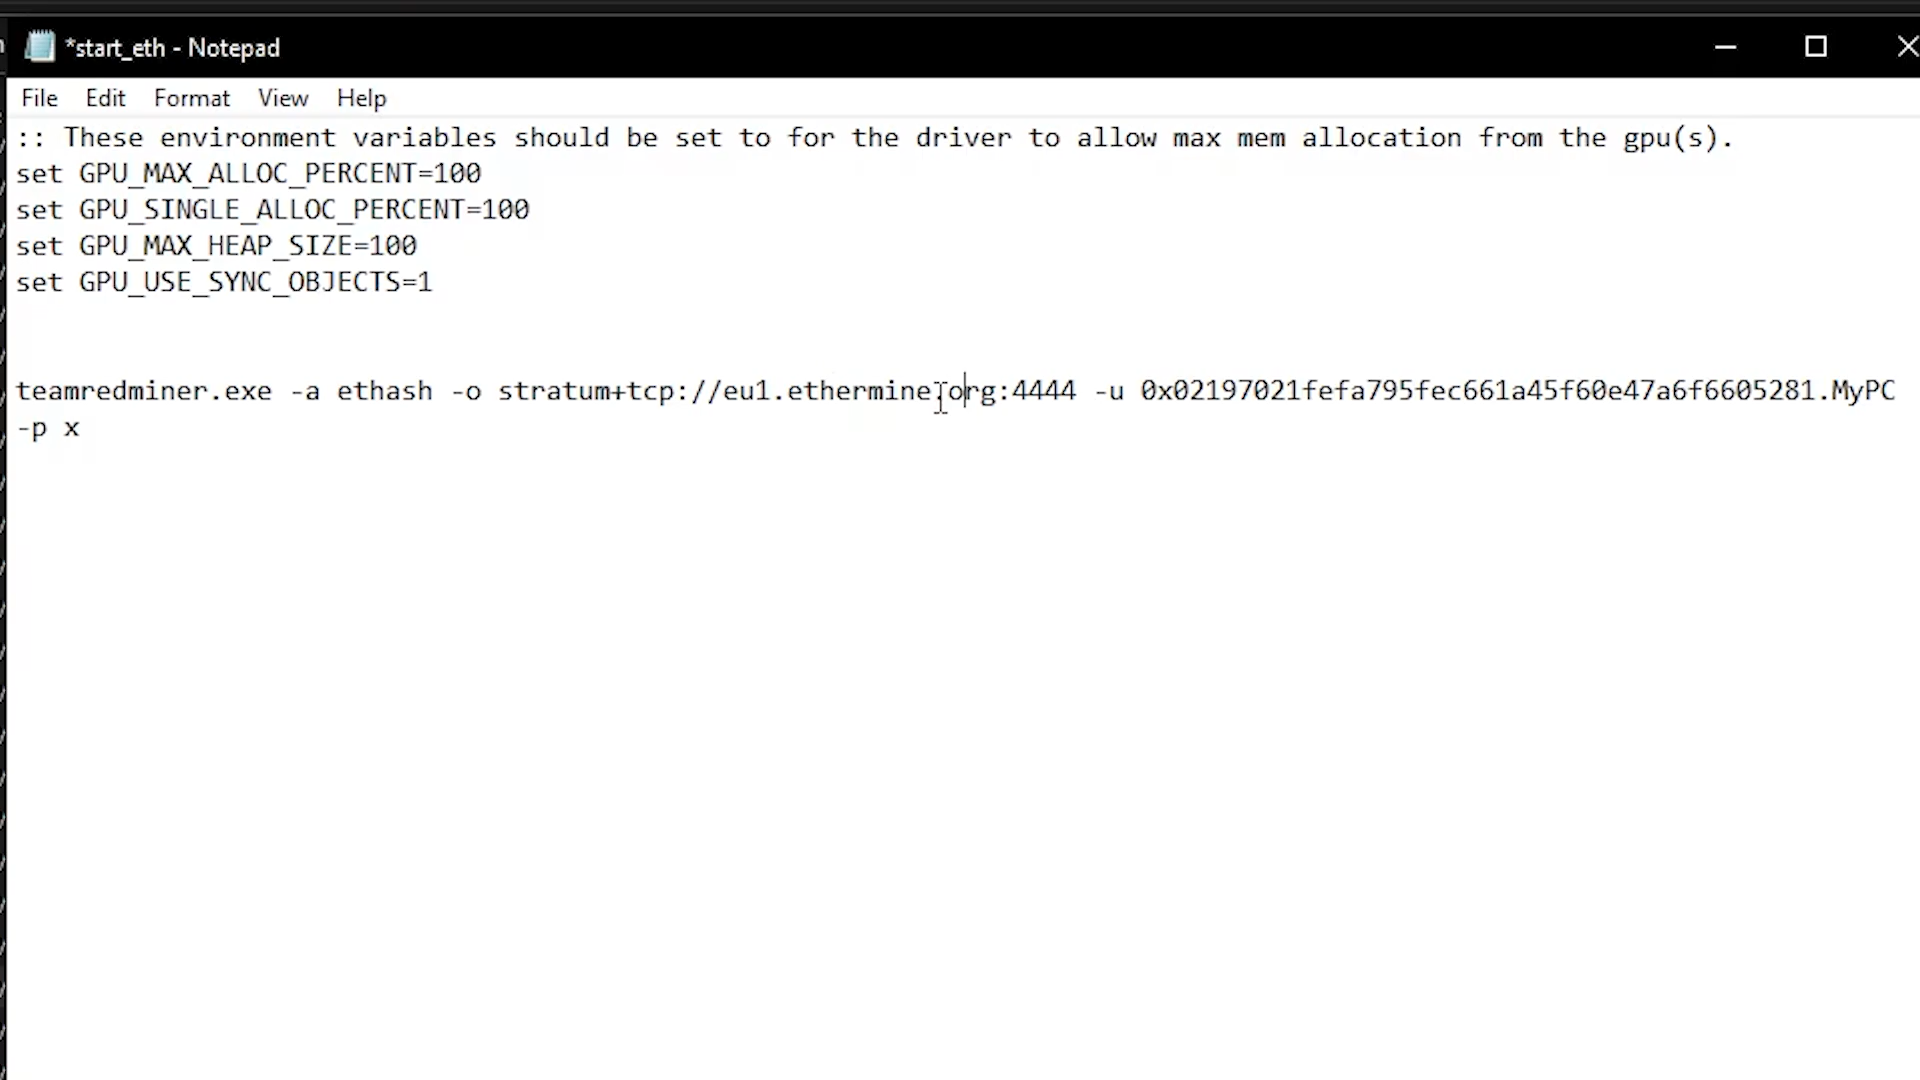 *start_eth - Notepad
File Edit Format View Help
:: These environment variables should be set to for the driver to allow max mem allocation from the gpu(s).
set GPU_MAX_ALLOC_PERCENT=100
set GPU_SINGLE_ALLOC_PERCENT=100
set GPU_MAX_HEAP_SIZE=100
set GPU_USE_SYNC_OBJECTS=1
teamredminer.exe -a ethash -o stratum+tcp://eu1.ethermine.org:4444 -u 0x02197021fefa795fec661a45f60e47a6f6605281.MyPC
-p x